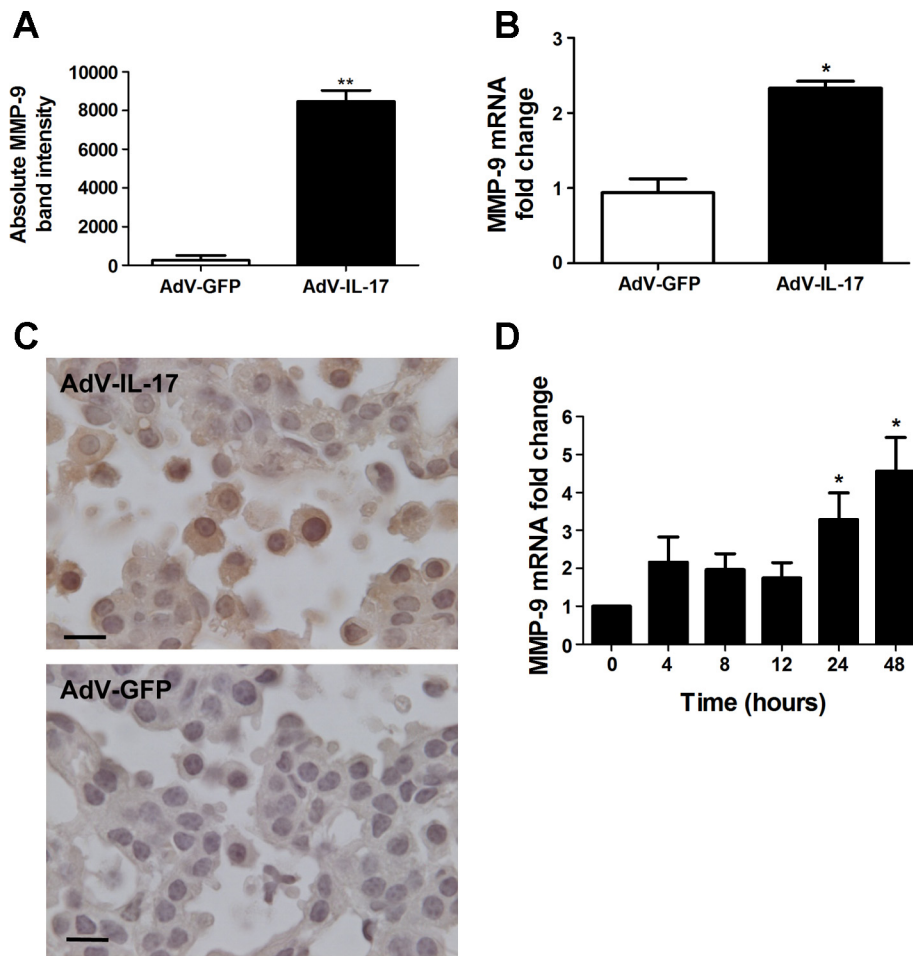 A
Absolute MMP-9
band intensity
10000
8000
6000
4000
2000
0
**
AdV-GFP
AdV-IL-17
B
MMP-9 mRNA
fold change
3
2
1
0
*
AdV-GFP
AdV-IL-17
C
AdV-IL-17
AdV-GFP
D
MMP-9 mRNA fold change
6
5
4
3
2
1
0
*
*
0 4 8 12 24 48
Time (hours)